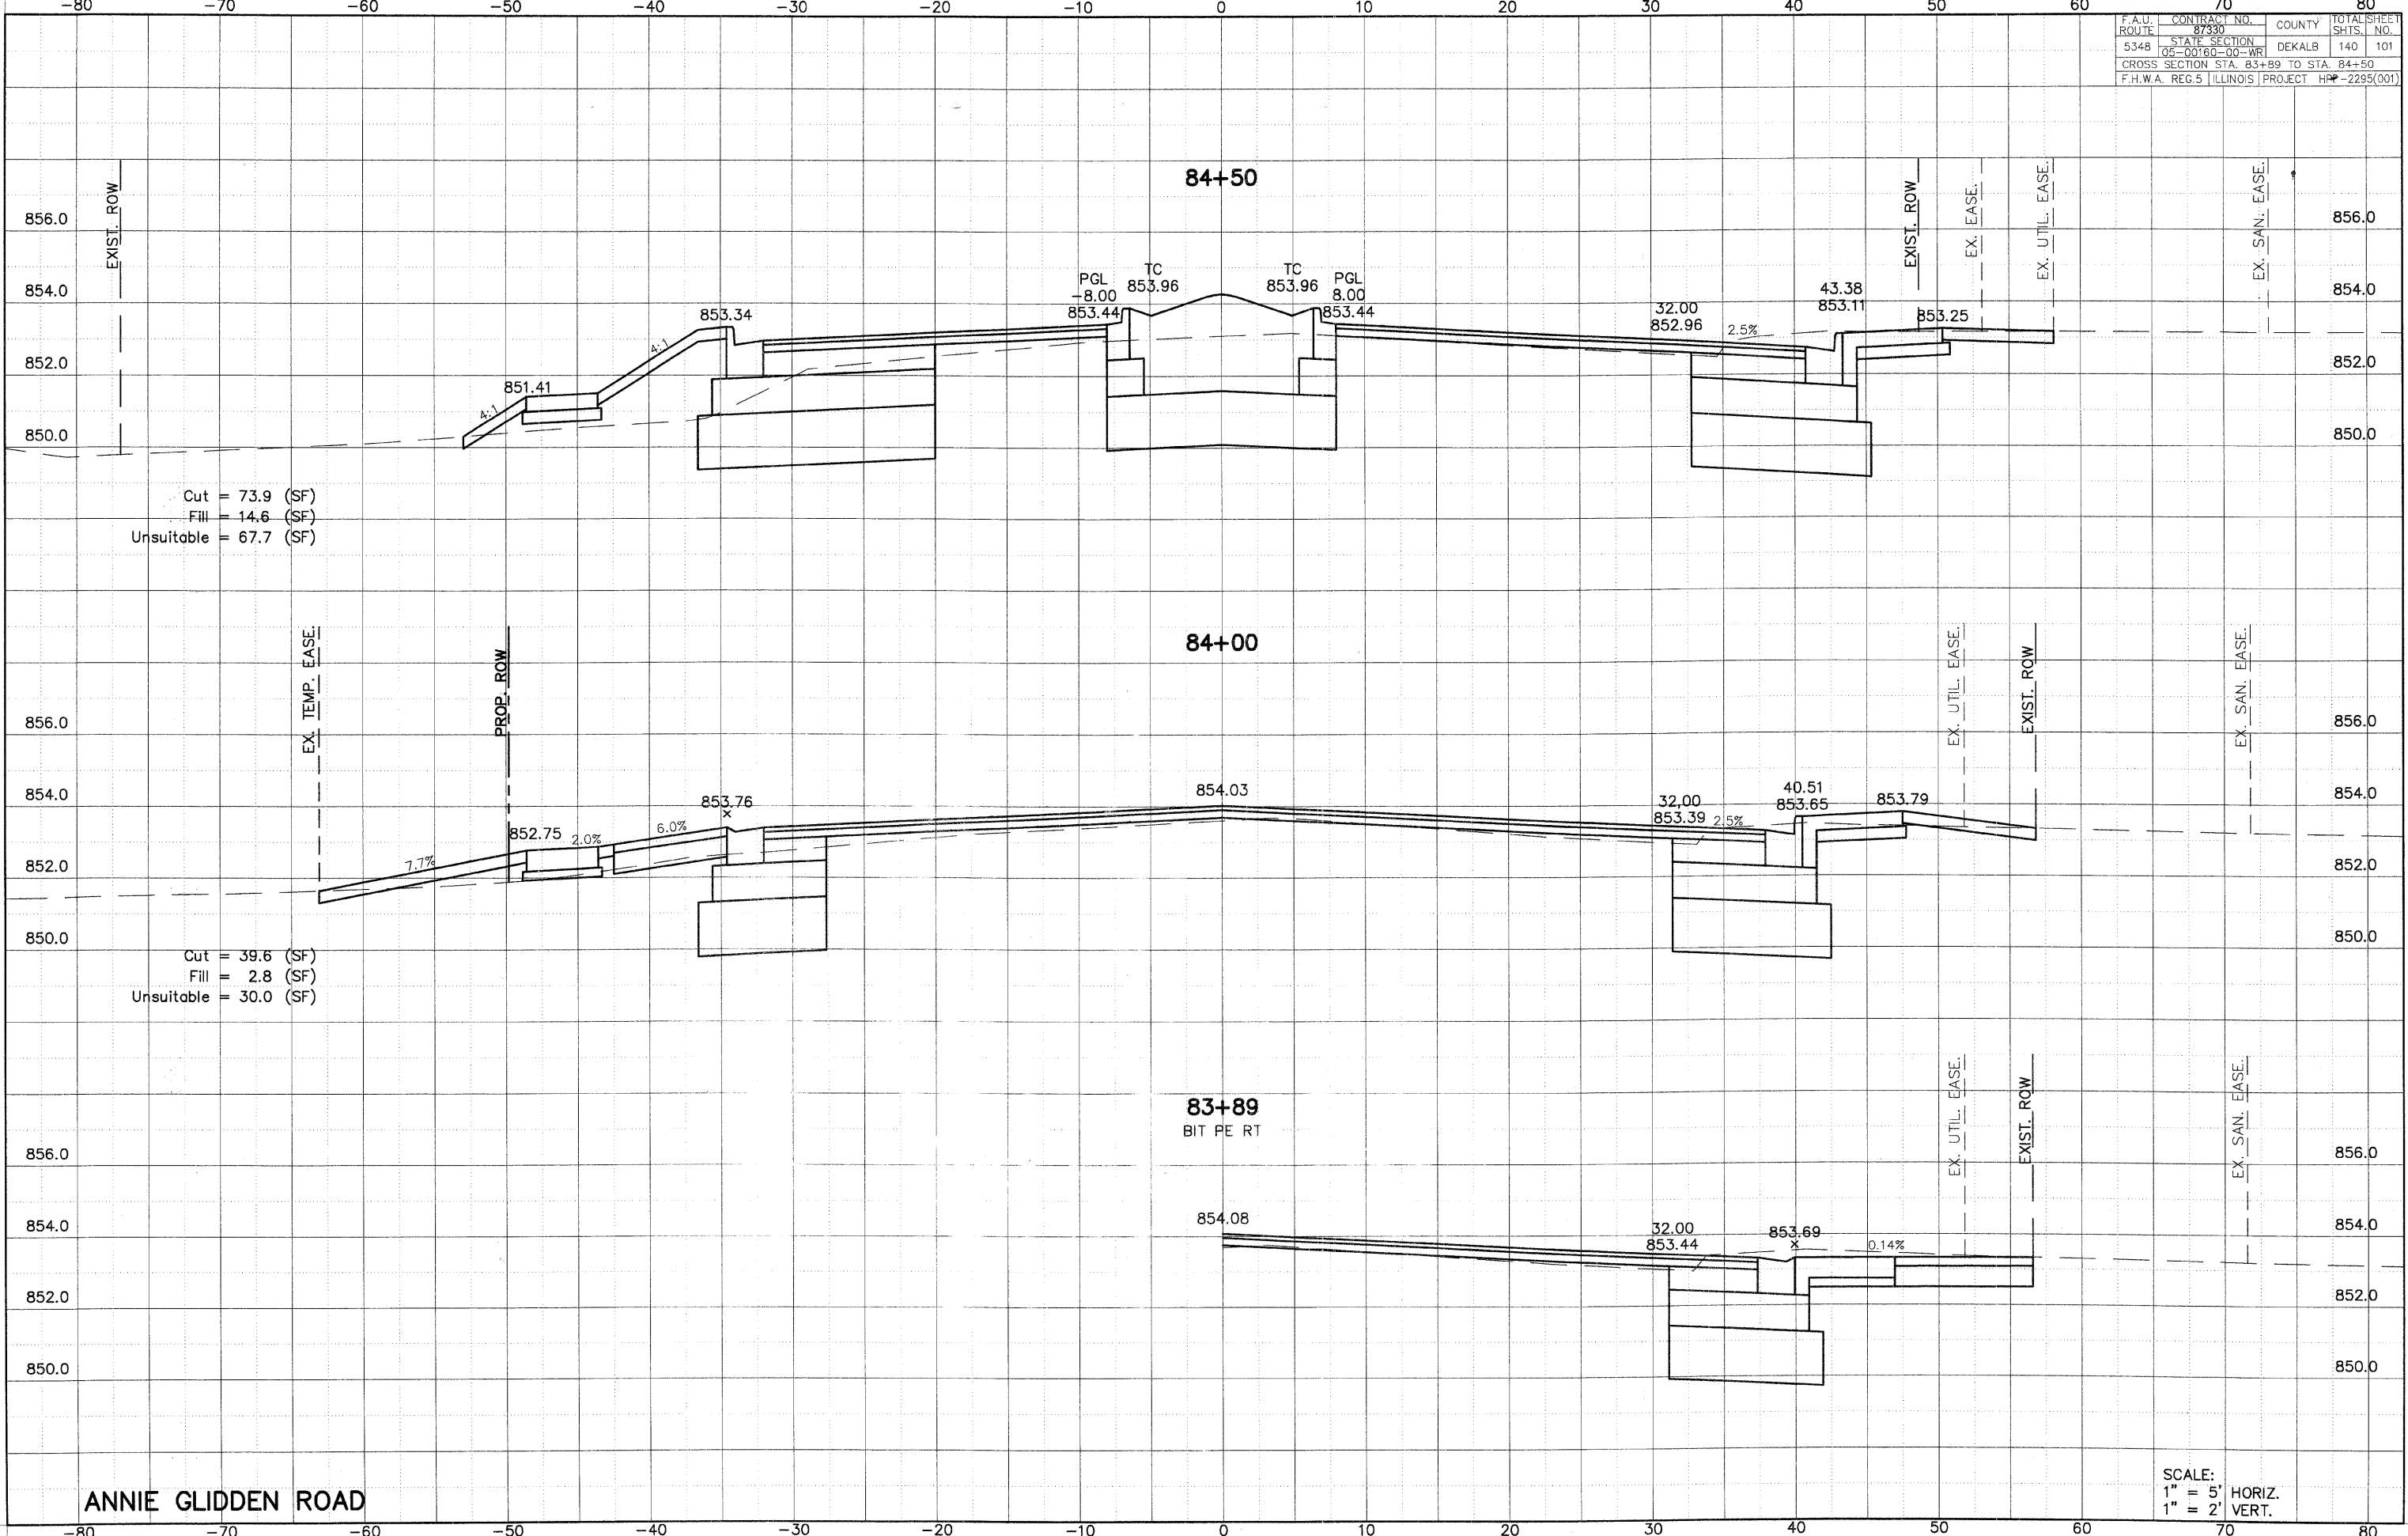 -80 -70 -60 -50 -40 -30 -20 -10 0 10 20 30 40 50 60 70 80
F.A.U. ROUTE CONTRACT NO. 87330 COUNTY TOTAL SHTS. SHEET NO.
5348 STATE SECTION 05-00160-00-WR DEKALB 140 101
CROSS SECTION STA. 83+89 TO STA. 84+50
F.H.W.A. REG.5 ILLINOIS PROJECT HPP-2295(001)
84+50
EXIST. ROW
EXIST. ROW
EX. EASE.
EX. UTIL. EASE.
EX. SAN. EASE.
856.0 856.0
854.0 854.0
852.0 852.0
850.0 850.0
4:1
851.41
4:1
853.34
PGL
-8.00
853.44
TC
853.96
TC
853.96
PGL
8.00
853.44
32.00
852.96
2.5%
43.38
853.11
853.25
Cut = 73.9 (SF)
Fill = 14.6 (SF)
Unsuitable = 67.7 (SF)
84+00
EX. TEMP. EASE.
PROP. ROW
EX. UTIL. EASE.
EXIST. ROW
EX. SAN. EASE.
856.0 856.0
854.0 854.0
852.0 852.0
850.0 850.0
7.7%
852.75
2.0%
6.0%
853.76
x
854.03
32.00
853.39
2.5%
40.51
853.65
853.79
Cut = 39.6 (SF)
Fill = 2.8 (SF)
Unsuitable = 30.0 (SF)
83+89
BIT PE RT
EX. UTIL. EASE.
EXIST. ROW
EX. SAN. EASE.
856.0 856.0
854.0 854.0
852.0 852.0
850.0 850.0
854.08
32.00
853.44
853.69
x
0.14%
ANNIE GLIDDEN ROAD
SCALE:
1" = 5' HORIZ.
1" = 2' VERT.
-80 -70 -60 -50 -40 -30 -20 -10 0 10 20 30 40 50 60 70 80